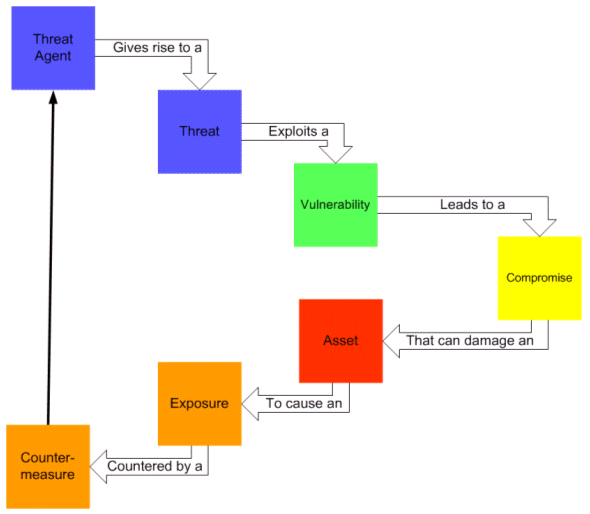 Threat
Agent
Gives rise to a
Threat
Exploits a
Vulnerability
Leads to a
Compromise
That can damage an
Asset
To cause an
Exposure
Countered by a
Counter-
measure